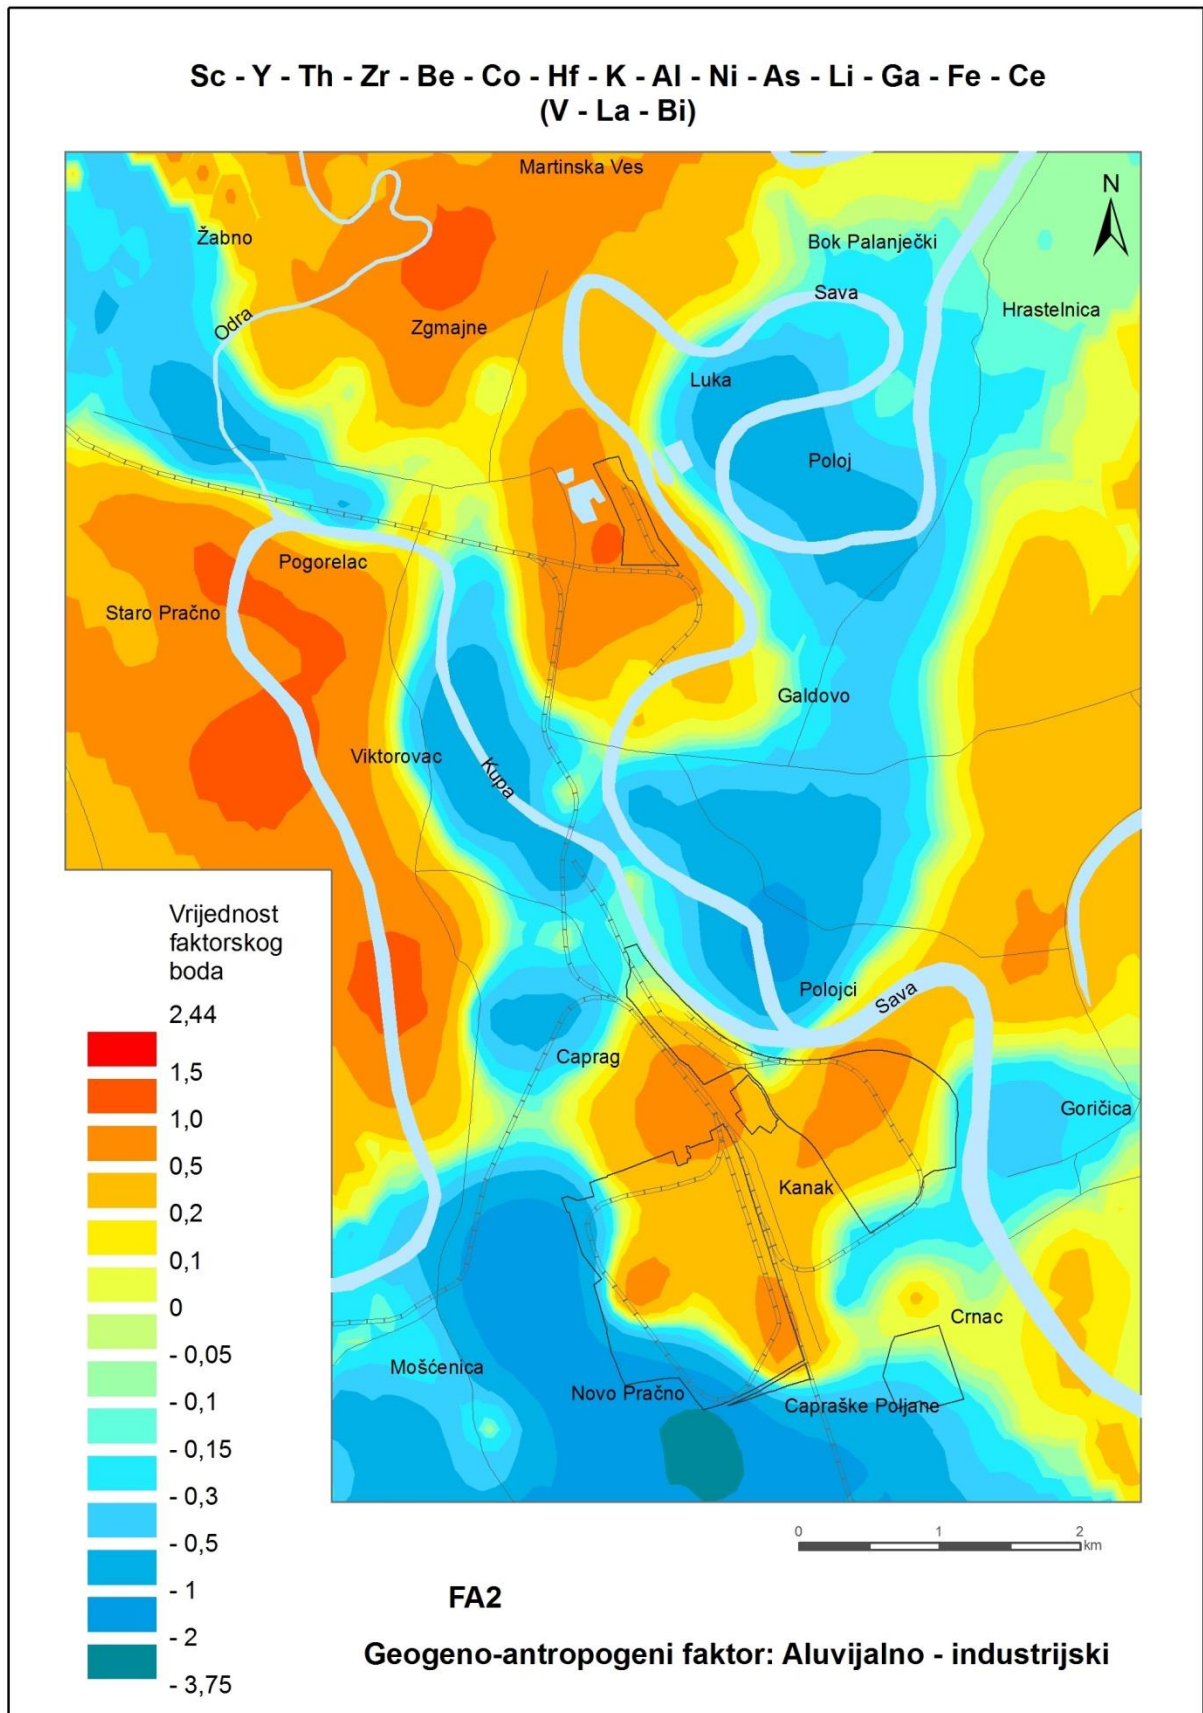 Sc - Y - Th - Zr - Be - Co - Hf - K - Al - Ni - As - Li - Ga - Fe - Ce
(V - La - Bi)
Martinska Ves
N
Žabno
Bok Palanječki
Sava
Hrastelnica
Odra
Zgmajne
Luka
Poloj
Pogorelac
Staro Pračno
Galdovo
Viktorovac
Kupa
Vrijednost
faktorskog
boda
2,44
1,5
1,0
0,5
0,2
0,1
0
- 0,05
- 0,1
- 0,15
- 0,3
- 0,5
- 1
- 2
- 3,75
Polojci
Sava
Caprag
Goričica
Kanak
Crnac
Mošćenica
Novo Pračno
Capraške Poljane
0 1 2
km
FA2
Geogeno-antropogeni faktor: Aluvijalno - industrijski